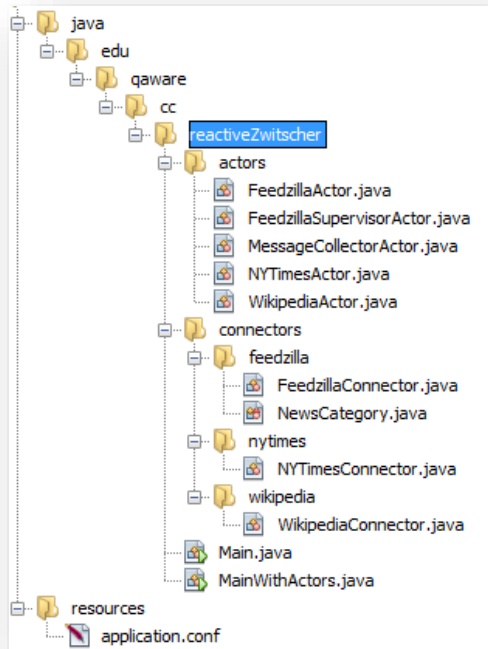 java
edu
qaware
cc
reactiveZwitscher
actors
FeedzillaActor.java
FeedzillaSupervisorActor.java
MessageCollectorActor.java
NYTimesActor.java
WikipediaActor.java
connectors
feedzilla
FeedzillaConnector.java
NewsCategory.java
nytimes
NYTimesConnector.java
wikipedia
WikipediaConnector.java
Main.java
MainWithActors.java
resources
application.conf